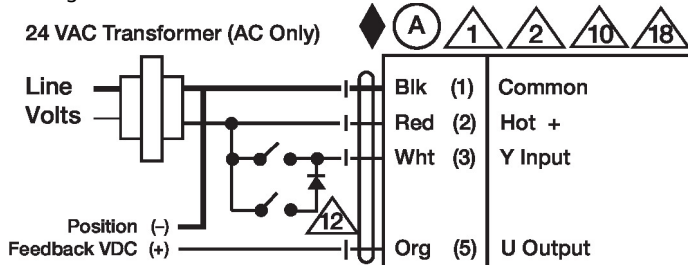 24 VAC Transformer (AC Only)
A 1 2 10 18
Line
Volts
Blk (1) Common
Red (2) Hot +
Wht (3) Y Input
12
Position (–)
Feedback VDC (+)
Org (5) U Output